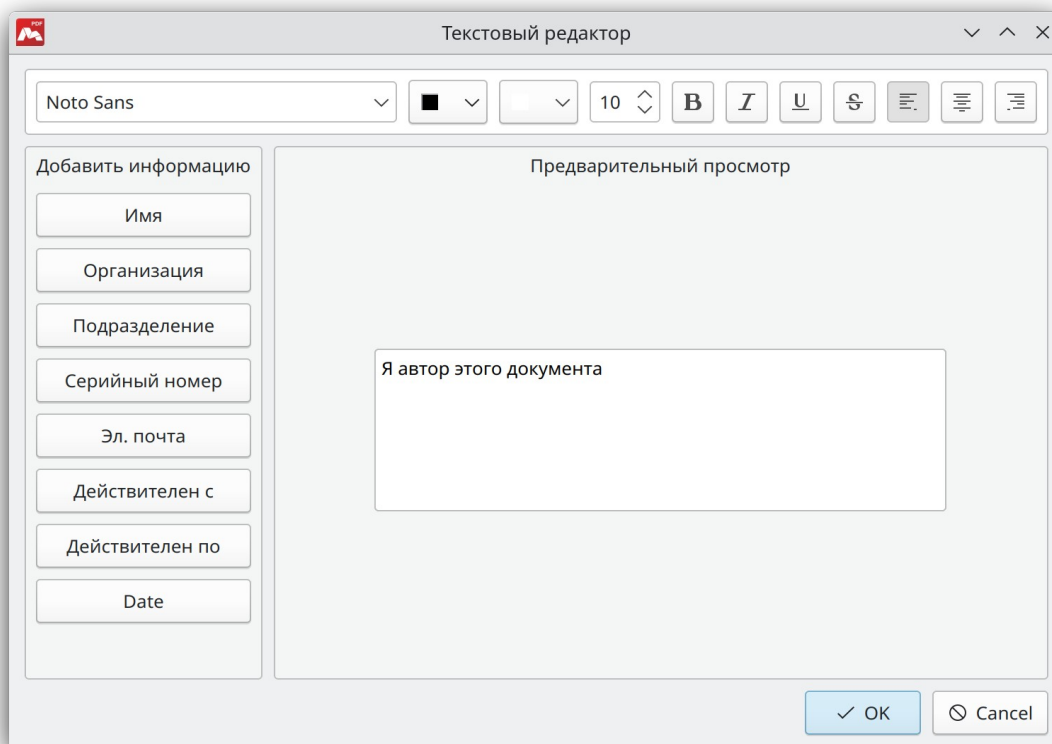 PDF
Текстовый редактор
Noto Sans
10
B I U S
Добавить информацию
Имя
Организация
Подразделение
Серийный номер
Эл. почта
Действителен с
Действителен по
Date
Предварительный просмотр
Я автор этого документа
OK
Cancel